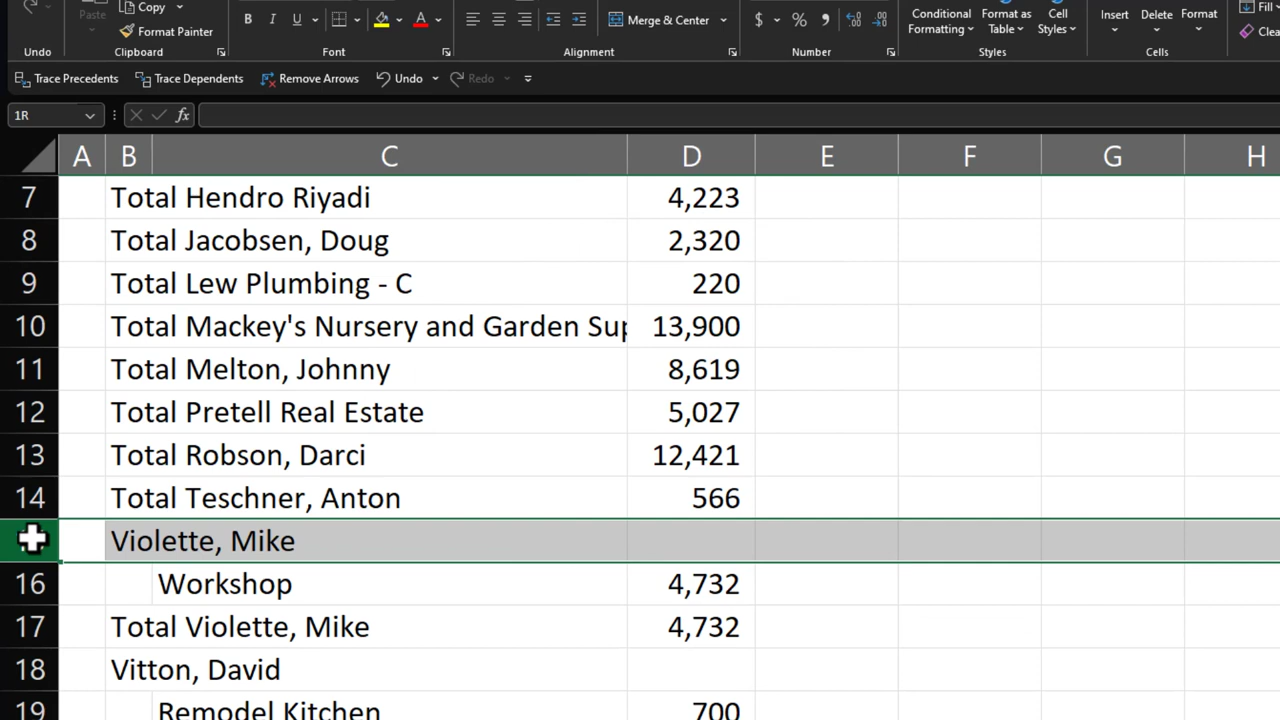 Copy
Paste
Format Painter
B I U A
Merge & Center
$ % ,
Conditional Formatting
Format as Table
Cell Styles
Insert Delete Format
Fill
Undo Clipboard Font Alignment Number Styles Cells
Trace Precedents Trace Dependents Remove Arrows Undo Redo
1R fx
A B C D E F G H
7 Total Hendro Riyadi 4,223
8 Total Jacobsen, Doug 2,320
9 Total Lew Plumbing - C 220
10 Total Mackey's Nursery and Garden Sup 13,900
11 Total Melton, Johnny 8,619
12 Total Pretell Real Estate 5,027
13 Total Robson, Darci 12,421
14 Total Teschner, Anton 566
Violette, Mike
16 Workshop 4,732
17 Total Violette, Mike 4,732
18 Vitton, David
19 Remodel Kitchen 700